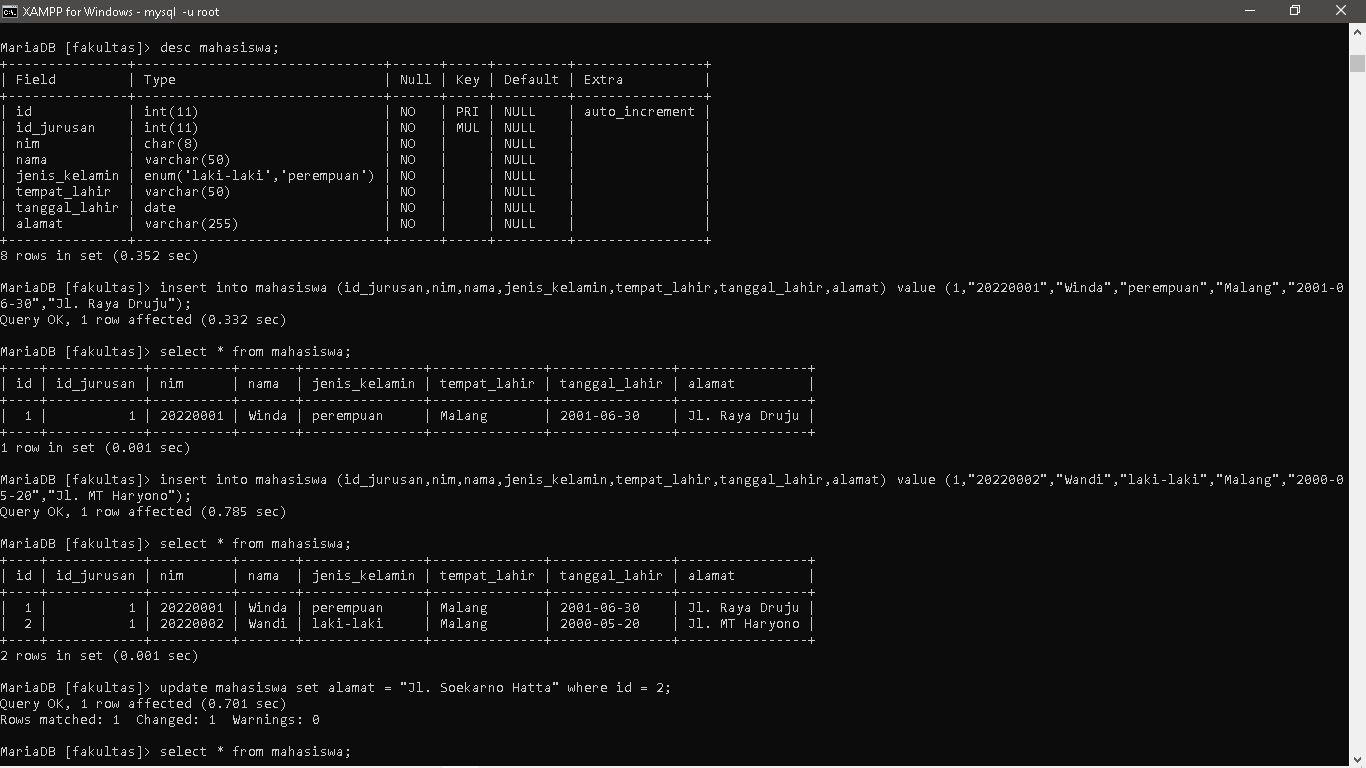 XAMPP for Windows - mysql -u root
MariaDB [fakultas]> desc mahasiswa;
+---------------+-------------------------------+------+-----+---------+----------------+
| Field         | Type                          | Null | Key | Default | Extra          |
+---------------+-------------------------------+------+-----+---------+----------------+
| id            | int(11)                       | NO   | PRI | NULL    | auto_increment |
| id_jurusan    | int(11)                       | NO   | MUL | NULL    |                |
| nim           | char(8)                       | NO   |     | NULL    |                |
| nama          | varchar(50)                   | NO   |     | NULL    |                |
| jenis_kelamin | enum('laki-laki','perempuan') | NO   |     | NULL    |                |
| tempat_lahir  | varchar(50)                   | NO   |     | NULL    |                |
| tanggal_lahir | date                          | NO   |     | NULL    |                |
| alamat        | varchar(255)                  | NO   |     | NULL    |                |
+---------------+-------------------------------+------+-----+---------+----------------+
8 rows in set (0.352 sec)
MariaDB [fakultas]> insert into mahasiswa (id_jurusan,nim,nama,jenis_kelamin,tempat_lahir,tanggal_lahir,alamat) value (1,"20220001","Winda","perempuan","Malang","2001-0
6-30","Jl. Raya Druju");
Query OK, 1 row affected (0.332 sec)
MariaDB [fakultas]> select * from mahasiswa;
+----+------------+----------+-------+---------------+--------------+---------------+----------------+
| id | id_jurusan | nim      | nama  | jenis_kelamin | tempat_lahir | tanggal_lahir | alamat         |
+----+------------+----------+-------+---------------+--------------+---------------+----------------+
|  1 |          1 | 20220001 | Winda | perempuan     | Malang       | 2001-06-30    | Jl. Raya Druju |
+----+------------+----------+-------+---------------+--------------+---------------+----------------+
1 row in set (0.001 sec)
MariaDB [fakultas]> insert into mahasiswa (id_jurusan,nim,nama,jenis_kelamin,tempat_lahir,tanggal_lahir,alamat) value (1,"20220002","Wandi","laki-laki","Malang","2000-0
5-20","Jl. MT Haryono");
Query OK, 1 row affected (0.785 sec)
MariaDB [fakultas]> select * from mahasiswa;
+----+------------+----------+-------+---------------+--------------+---------------+----------------+
| id | id_jurusan | nim      | nama  | jenis_kelamin | tempat_lahir | tanggal_lahir | alamat         |
+----+------------+----------+-------+---------------+--------------+---------------+----------------+
|  1 |          1 | 20220001 | Winda | perempuan     | Malang       | 2001-06-30    | Jl. Raya Druju |
|  2 |          1 | 20220002 | Wandi | laki-laki     | Malang       | 2000-05-20    | Jl. MT Haryono |
+----+------------+----------+-------+---------------+--------------+---------------+----------------+
2 rows in set (0.001 sec)
MariaDB [fakultas]> update mahasiswa set alamat = "Jl. Soekarno Hatta" where id = 2;
Query OK, 1 row affected (0.701 sec)
Rows matched: 1  Changed: 1  Warnings: 0
MariaDB [fakultas]> select * from mahasiswa;